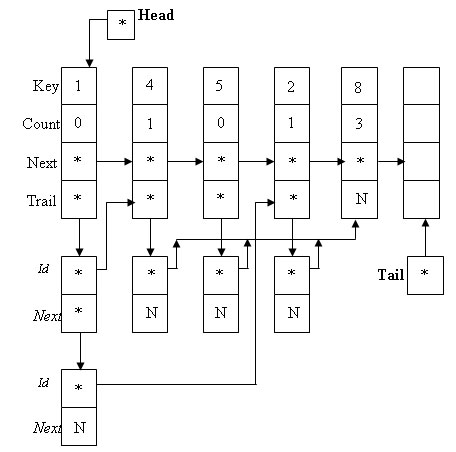 * Head
Key 1 4 5 2 8
Count 0 1 0 1 3
Next * * * * *
Trail * * * * N
Id * * * *
Tail *
Next * N N N
Id *
Next N